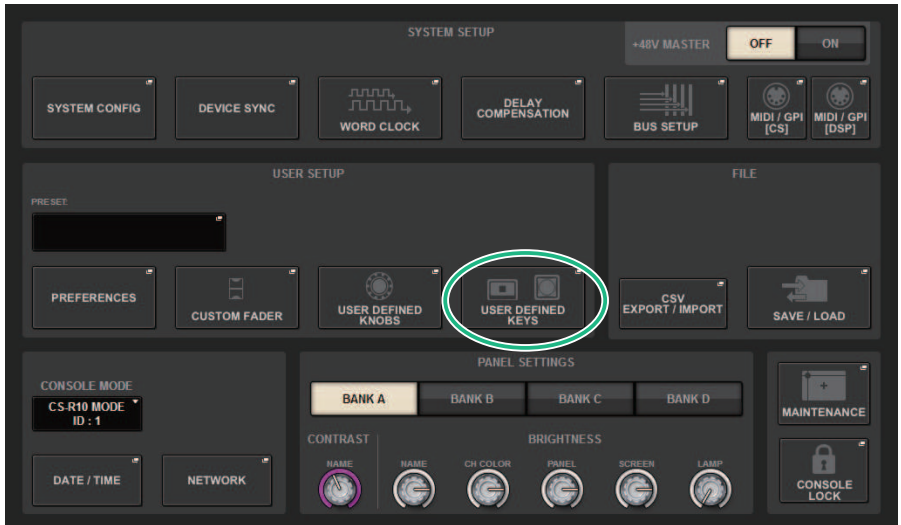 SYSTEM SETUP
+48V MASTER
OFF
ON
SYSTEM CONFIG
DEVICE SYNC
WORD CLOCK
DELAY
COMPENSATION
BUS SETUP
MIDI / GPI
[CS]
MIDI / GPI
[DSP]
USER SETUP
PRESET
PREFERENCES
CUSTOM FADER
USER DEFINED
KNOBS
USER DEFINED
KEYS
FILE
CSV
EXPORT / IMPORT
SAVE / LOAD
CONSOLE MODE
CS-R10 MODE
ID : 1
DATE / TIME
NETWORK
PANEL SETTINGS
BANK A
BANK B
BANK C
BANK D
CONTRAST
BRIGHTNESS
NAME
NAME
CH COLOR
PANEL
SCREEN
LAMP
MAINTENANCE
CONSOLE
LOCK